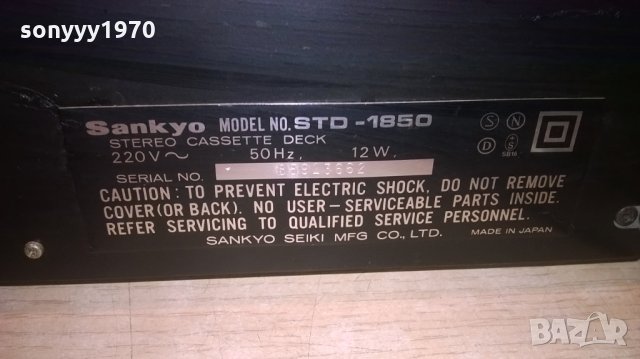 sonyyy1970
Sankyo MODEL NO. STD-1850
STEREO CASSETTE DECK
220V~ 50Hz, 12W.
SERIAL NO.
CAUTION: TO PREVENT ELECTRIC SHOCK, DO NOT REMOVE
COVER(OR BACK). NO USER-SERVICEABLE PARTS INSIDE.
REFER SERVICING TO QUALIFIED SERVICE PERSONNEL.
SANKYO SEIKI MFG CO., LTD. MADE IN JAPAN
S N
D S
BAZAR